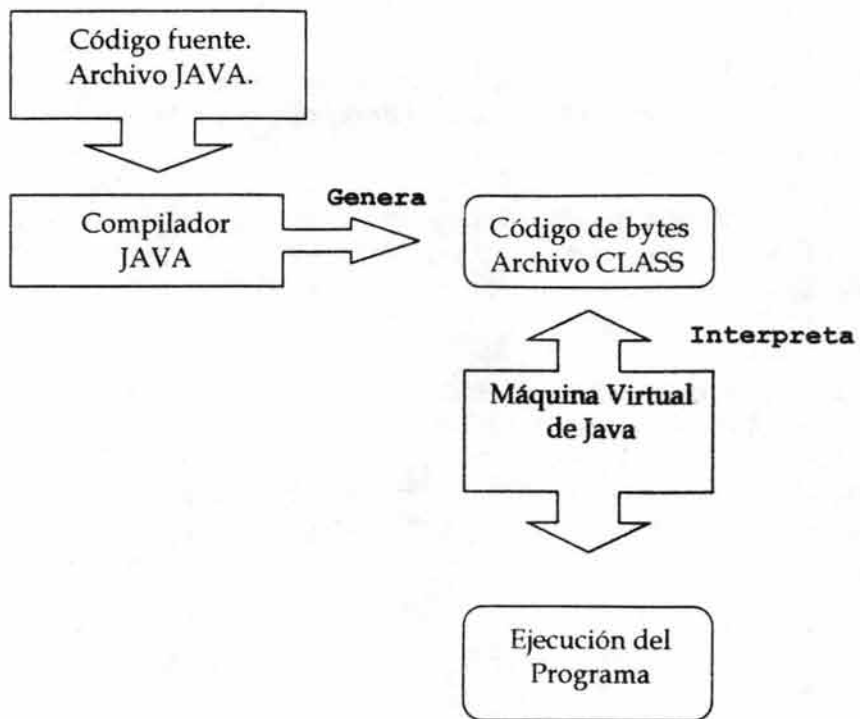 Código fuente.
Archivo JAVA.
Genera
Compilador
JAVA
Código de bytes
Archivo CLASS
Interpreta
Máquina Virtual
de Java
Ejecución del
Programa